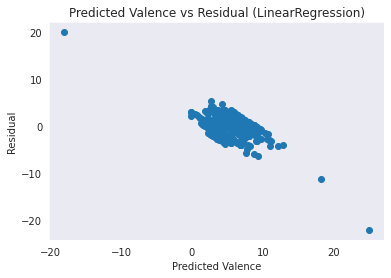 Predicted Valence vs Residual (LinearRegression)
20
10
0
−10
−20
Residual
−20 −10 0 10 20
Predicted Valence